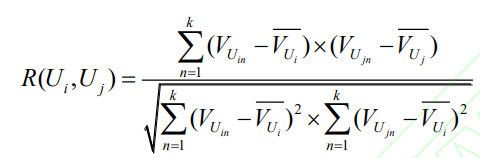 $$R(U_i, U_j) = \frac{\sum_{n=1}^{k}(V_{U_{in}} - \overline{V_{U_i}}) \times (V_{U_{jn}} - \overline{V_{U_j}})}{\sqrt{\sum_{n=1}^{k}(V_{U_{in}} - \overline{V_{U_i}})^2 \times \sum_{n=1}^{k}(V_{U_{jn}} - \overline{V_{U_i}})^2}}$$